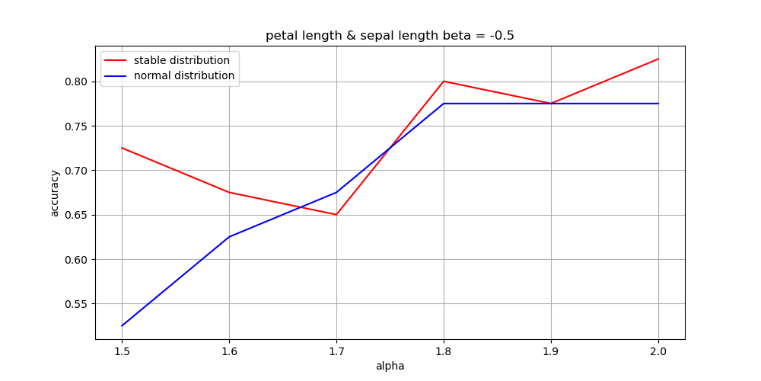 petal length & sepal length beta = -0.5
stable distribution
normal distribution
0.80
0.75
0.70
0.65
0.60
0.55
accuracy
1.5 1.6 1.7 1.8 1.9 2.0
alpha